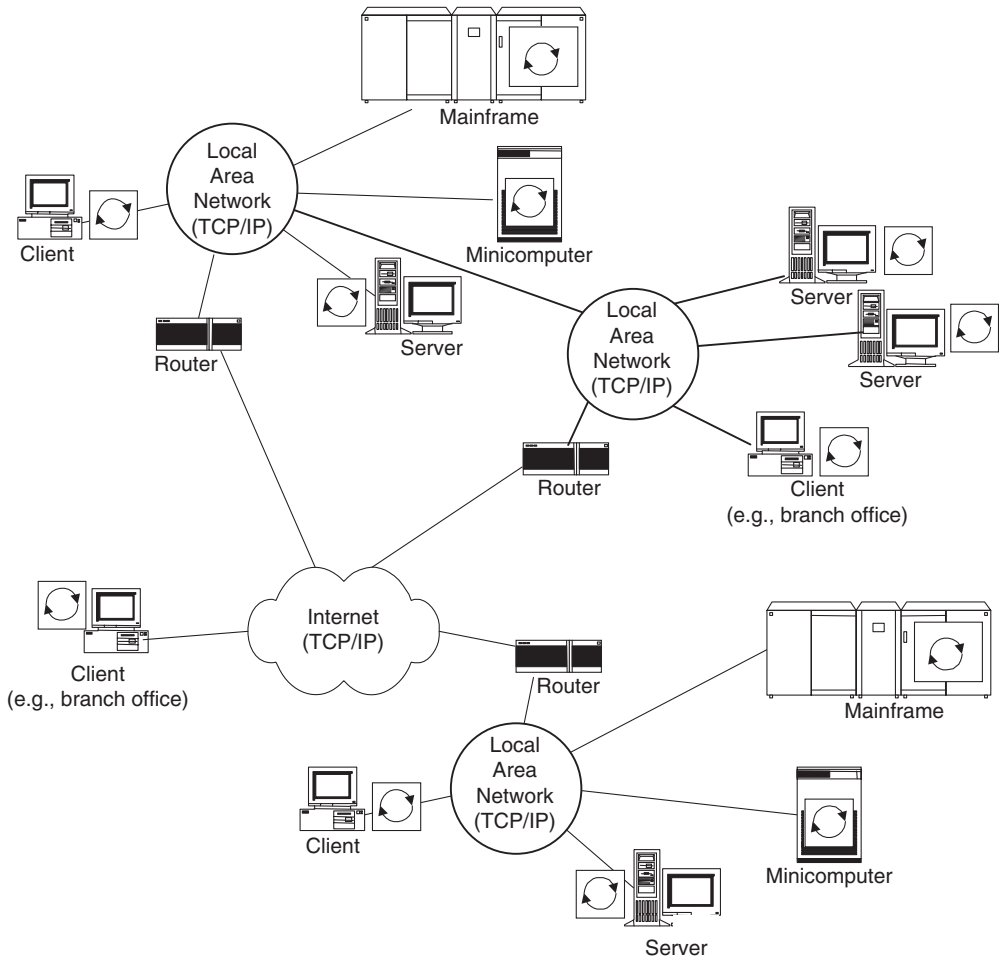 Mainframe
Local
Area
Network
(TCP/IP)
Client
Minicomputer
Server
Router
Server
Server
Local
Area
Network
(TCP/IP)
Router
Client
(e.g., branch office)
Internet
(TCP/IP)
Client
(e.g., branch office)
Router
Mainframe
Local
Area
Network
(TCP/IP)
Client
Minicomputer
Server